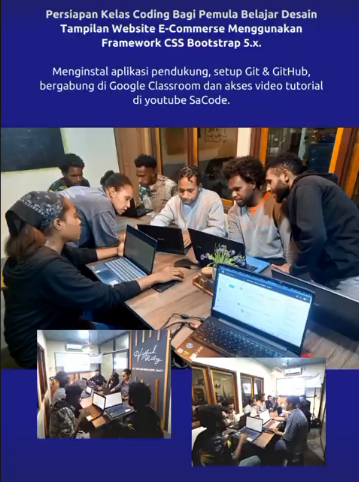 Persiapan Kelas Coding Bagi Pemula Belajar Desain
Tampilan Website E-Commerse Menggunakan
Framework CSS Bootstrap 5.x.
Menginstal aplikasi pendukung, setup Git & GitHub,
bergabung di Google Classroom dan akses video tutorial
di youtube SaCode.